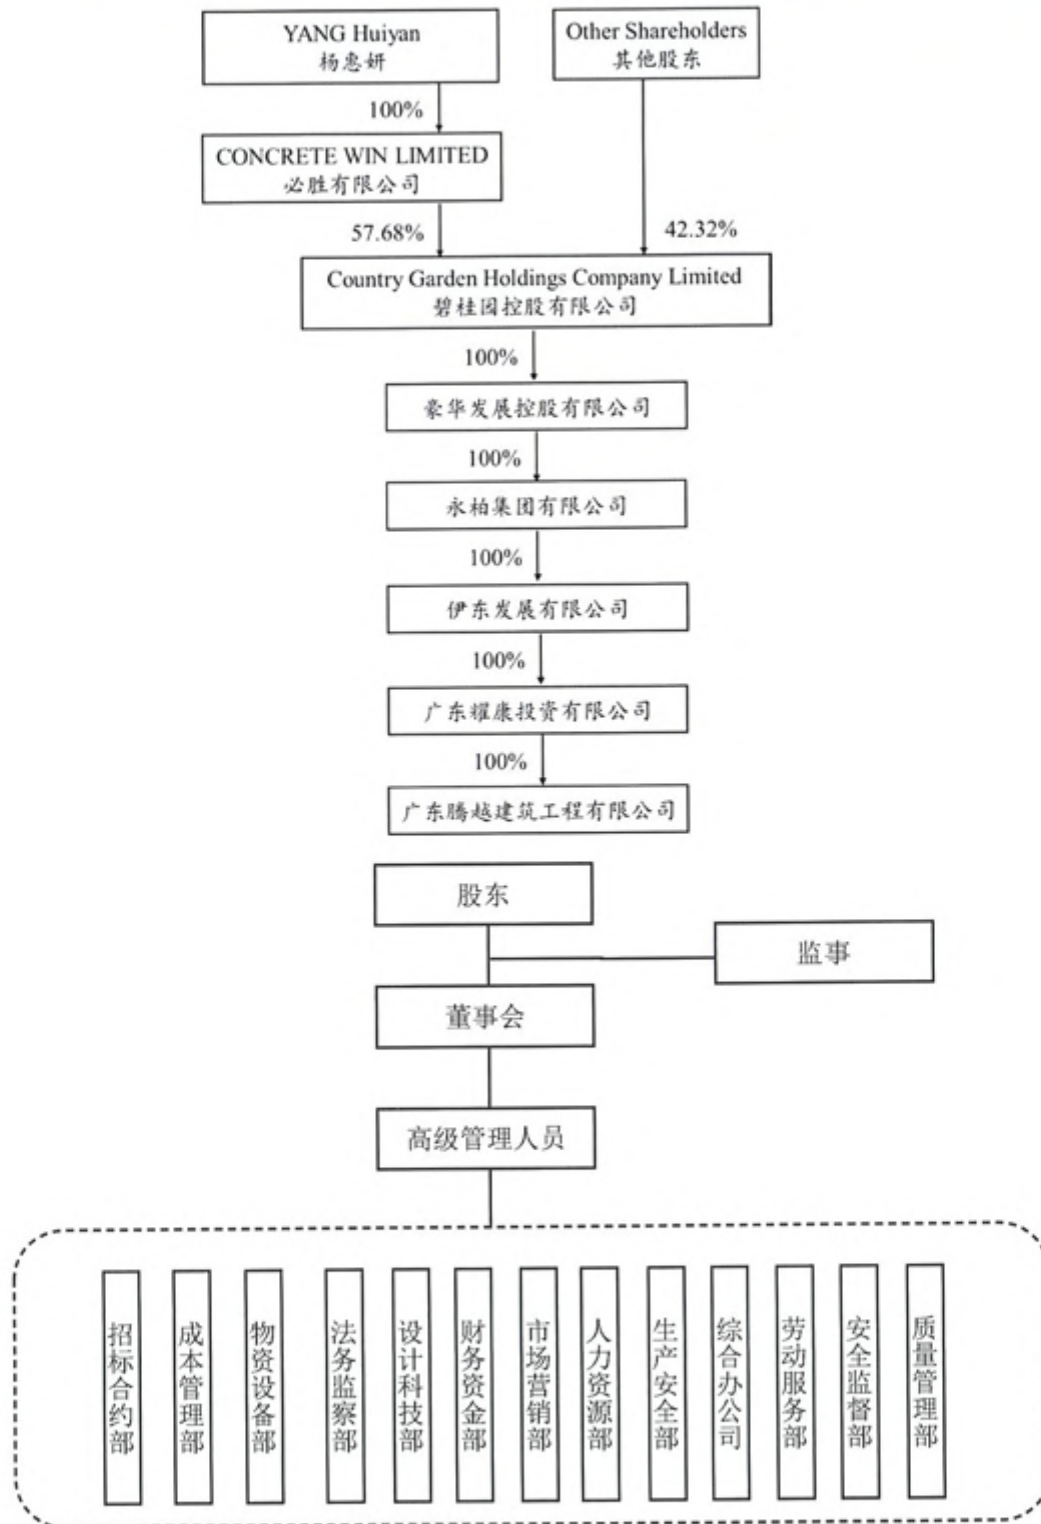 YANG Huiyan
杨惠妍
Other Shareholders
其他股东
100%
CONCRETE WIN LIMITED
必胜有限公司
57.68%
42.32%
Country Garden Holdings Company Limited
碧桂园控股有限公司
100%
豪华发展控股有限公司
100%
永柏集团有限公司
100%
伊东发展有限公司
100%
广东耀康投资有限公司
100%
广东腾越建筑工程有限公司
股东
监事
董事会
高级管理人员
招标合约部
成本管理部
物资设备部
法务监察部
设计科技部
财务资金部
市场营销部
人力资源部
生产安全部
综合办公司
劳动服务部
安全监督部
质量管理部